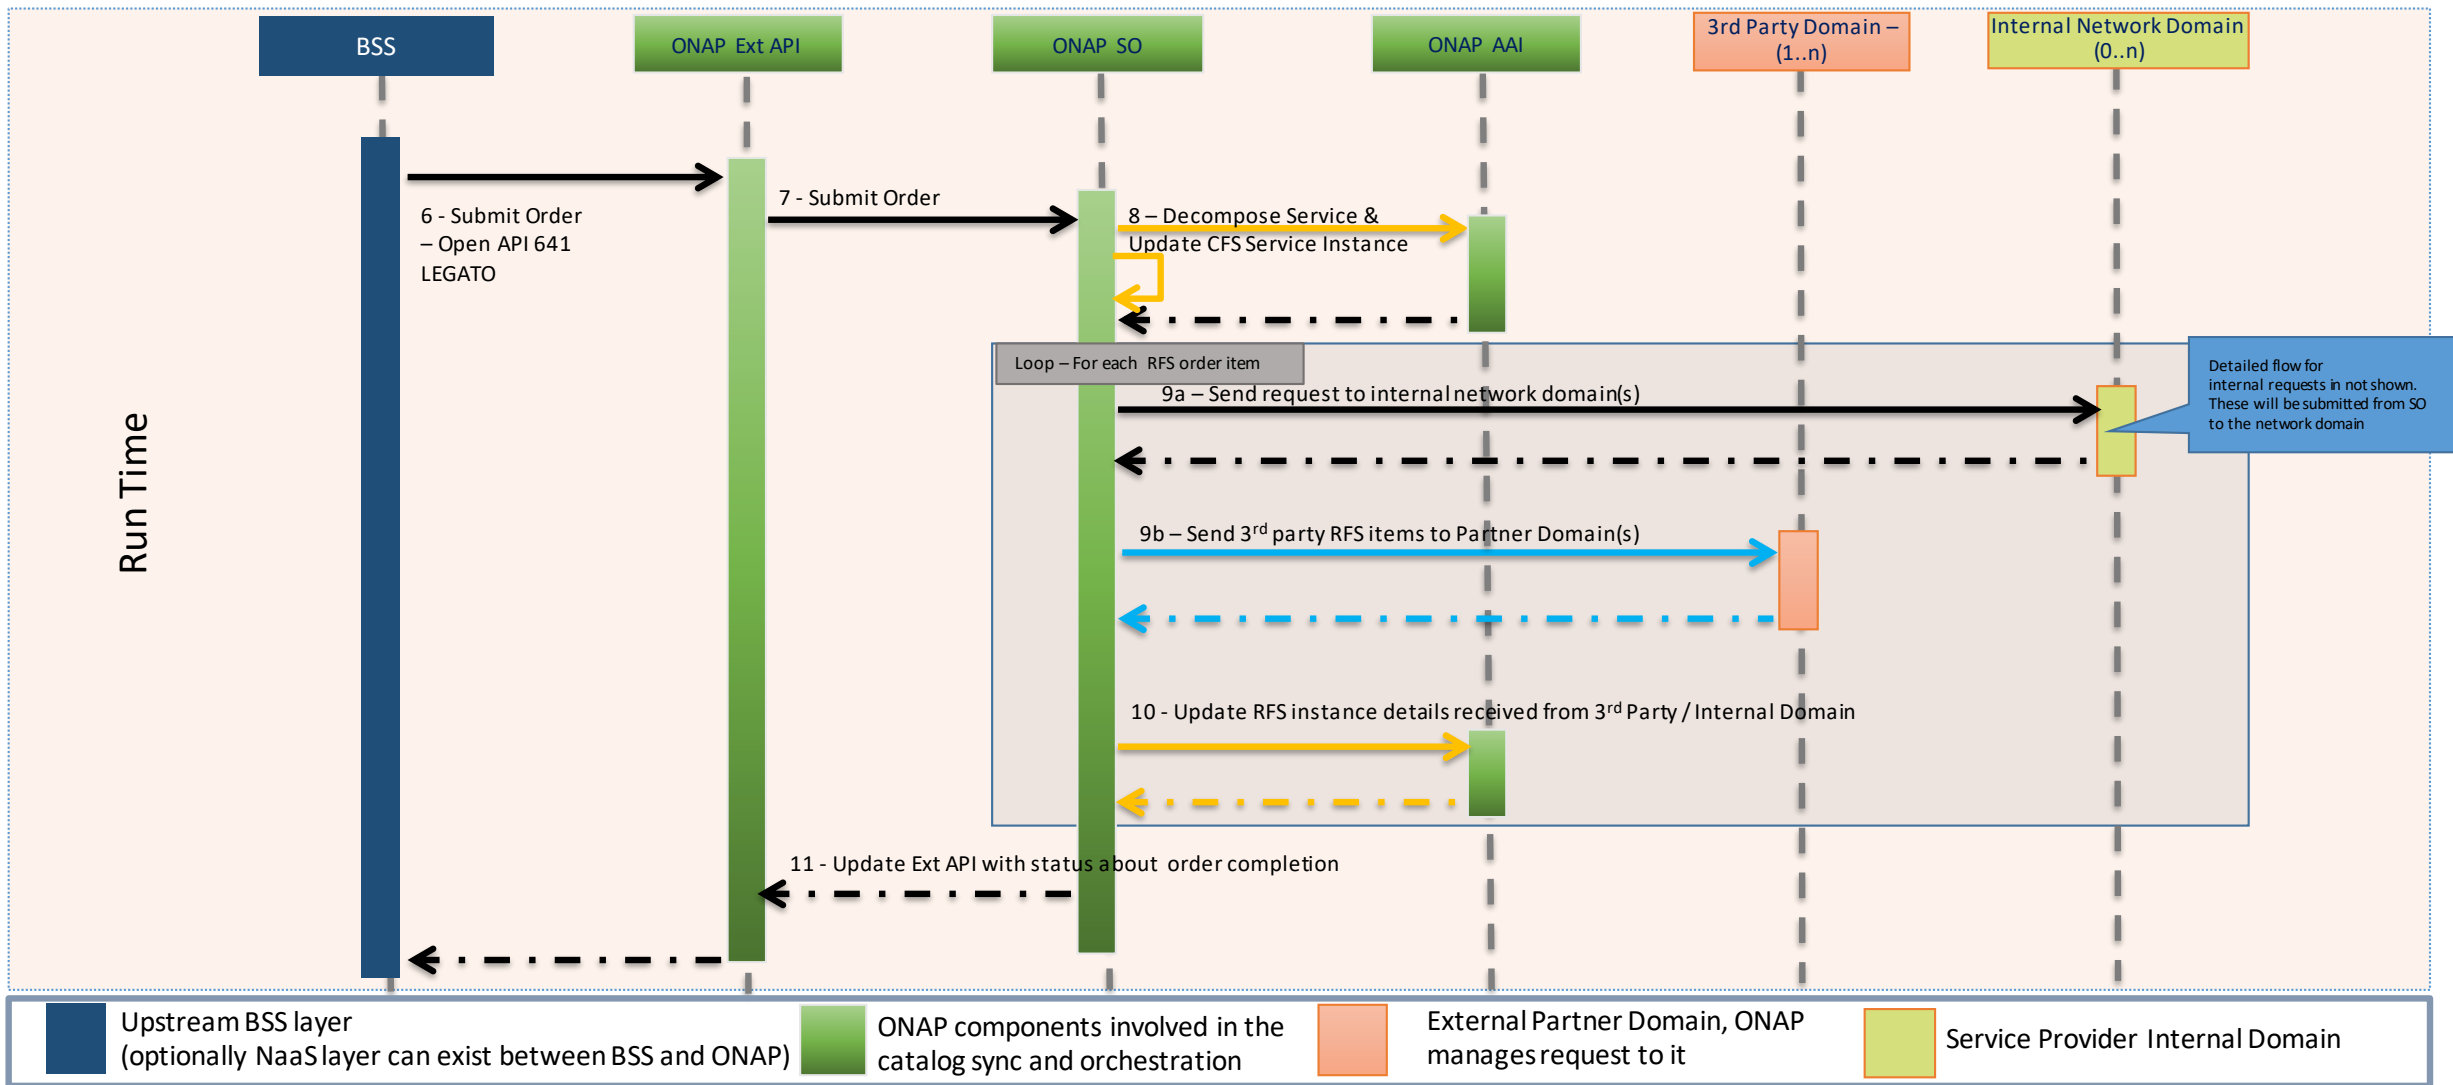 BSS
ONAP Ext API
ONAP SO
ONAP AAI
3rd Party Domain –
(1..n)
Internal Network Domain
(0..n)
6 - Submit Order
– Open API 641
LEGATO
7 - Submit Order
8 – Decompose Service &
Update CFS Service Instance
Loop – For each RFS order item
9a – Send request to internal network domain(s)
Detailed flow for
internal requests in not shown.
These will be submitted from SO
to the network domain
9b – Send 3rd party RFS items to Partner Domain(s)
10 - Update RFS instance details received from 3rd Party / Internal Domain
11 - Update Ext API with status about order completion
Run Time
Upstream BSS layer
(optionally NaaS layer can exist between BSS and ONAP)
ONAP components involved in the
catalog sync and orchestration
External Partner Domain, ONAP
manages request to it
Service Provider Internal Domain